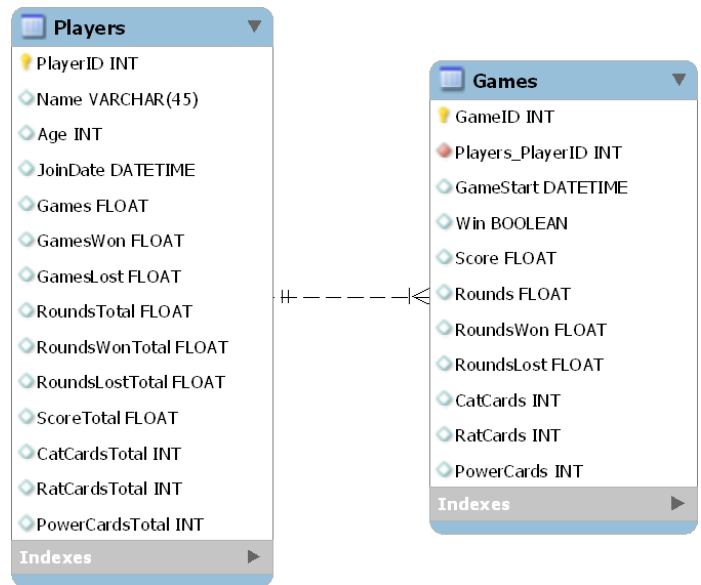 Players
PlayerID INT
Name VARCHAR(45)
Age INT
JoinDate DATETIME
Games FLOAT
GamesWon FLOAT
GamesLost FLOAT
RoundsTotal FLOAT
RoundsWonTotal FLOAT
RoundsLostTotal FLOAT
ScoreTotal FLOAT
CatCardsTotal INT
RatCardsTotal INT
PowerCardsTotal INT
Indexes
Games
GameID INT
Players_PlayerID INT
GameStart DATETIME
Win BOOLEAN
Score FLOAT
Rounds FLOAT
RoundsWon FLOAT
RoundsLost FLOAT
CatCards INT
RatCards INT
PowerCards INT
Indexes